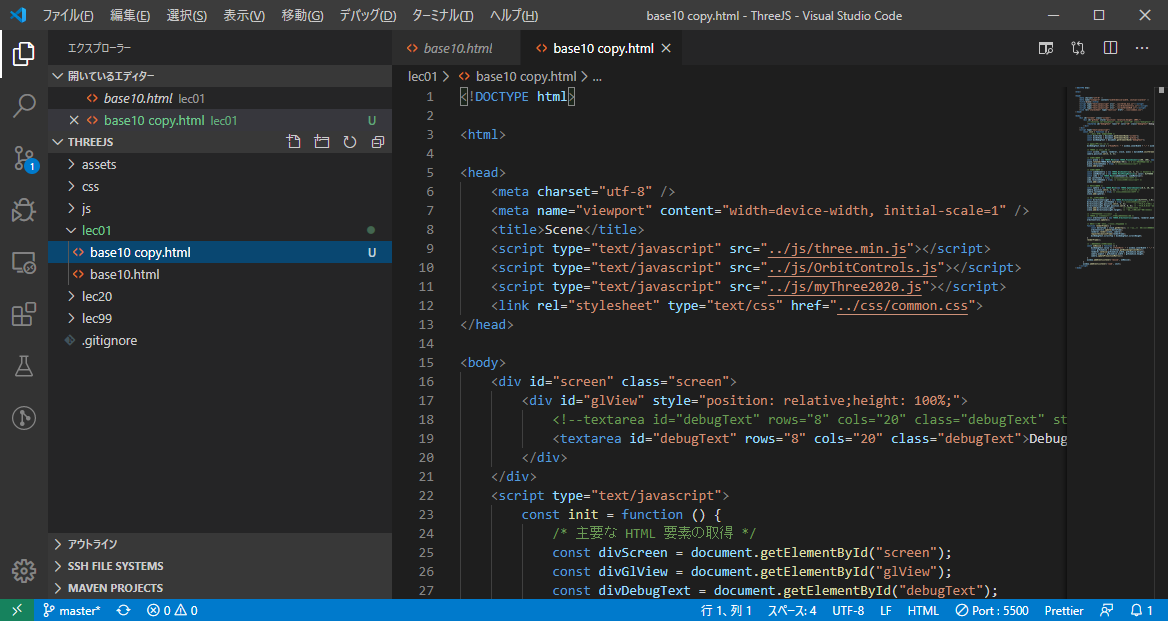 ファイル(F) 編集(E) 選択(S) 表示(V) 移動(G) デバッグ(D) ターミナル(T) ヘルプ(H) base10 copy.html - ThreeJS - Visual Studio Code
エクスプローラー
開いているエディター
base10.html lec01
base10 copy.html lec01 U
THREEJS
assets
css
js
lec01
base10 copy.html U
base10.html
lec20
lec99
.gitignore
アウトライン
SSH FILE SYSTEMS
MAVEN PROJECTS
1
base10.html base10 copy.html
lec01 > base10 copy.html > ...
1 <!DOCTYPE html>
2
3 <html>
4
5 <head>
6 <meta charset="utf-8" />
7 <meta name="viewport" content="width=device-width, initial-scale=1" />
8 <title>Scene</title>
9 <script type="text/javascript" src="../js/three.min.js"></script>
10 <script type="text/javascript" src="../js/OrbitControls.js"></script>
11 <script type="text/javascript" src="../js/myThree2020.js"></script>
12 <link rel="stylesheet" type="text/css" href="../css/common.css">
13 </head>
14
15 <body>
16 <div id="screen" class="screen">
17 <div id="glView" style="position: relative;height: 100%;">
18 <!--textarea id="debugText" rows="8" cols="20" class="debugText" st
19 <textarea id="debugText" rows="8" cols="20" class="debugText">Debug
20 </div>
21 </div>
22 <script type="text/javascript">
23 const init = function () {
24 /* 主要な HTML 要素の取得 */
25 const divScreen = document.getElementById("screen");
26 const divGlView = document.getElementById("glView");
27 const divDebugText = document.getElementById("debugText");
master* 0 0 行 1、列 1 スペース: 4 UTF-8 LF HTML Port : 5500 Prettier 1